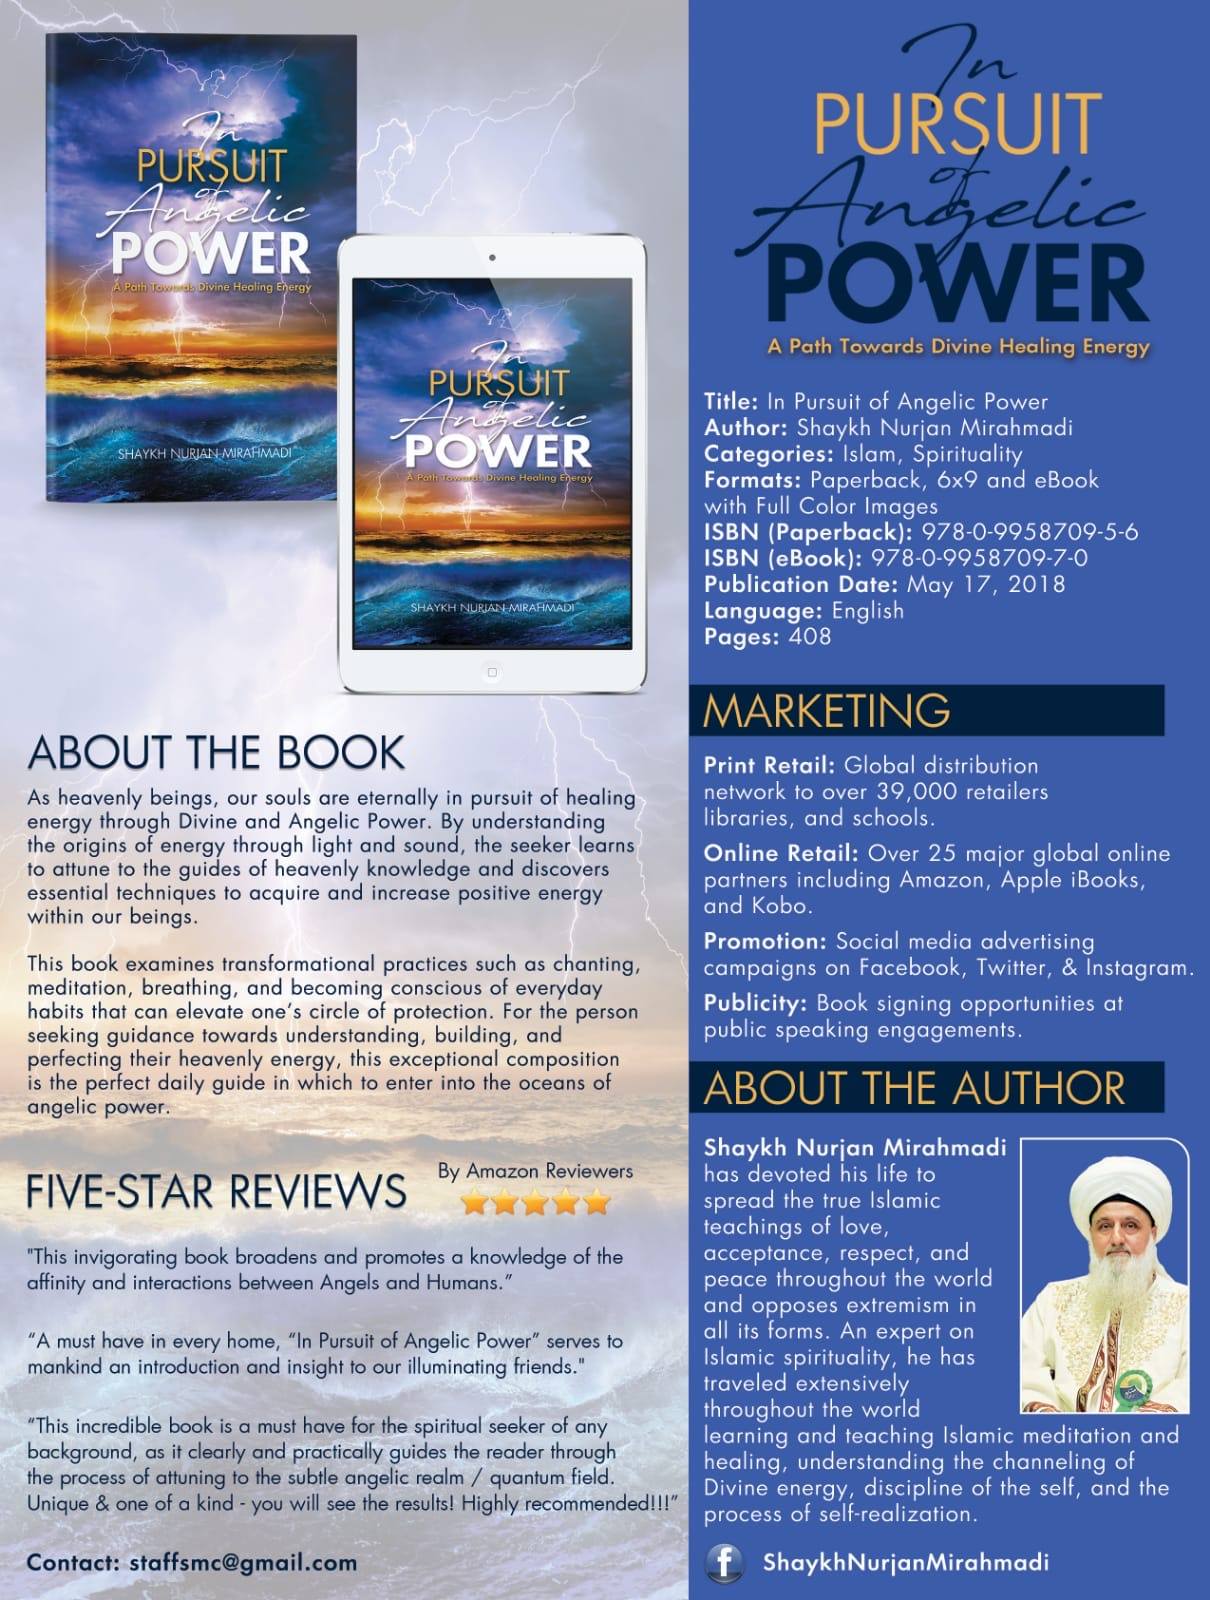 In
PURSUIT
of
Angelic
POWER
A Path Towards Divine Healing Energy
SHAYKH NURJAN MIRAHMADI
In
PURSUIT
of
Angelic
POWER
A Path Towards Divine Healing Energy
SHAYKH NURJAN MIRAHMADI
ABOUT THE BOOK
As heavenly beings, our souls are eternally in pursuit of healing
energy through Divine and Angelic Power. By understanding
the origins of energy through light and sound, the seeker learns
to attune to the guides of heavenly knowledge and discovers
essential techniques to acquire and increase positive energy
within our beings.
This book examines transformational practices such as chanting,
meditation, breathing, and becoming conscious of everyday
habits that can elevate one's circle of protection. For the person
seeking guidance towards understanding, building, and
perfecting their heavenly energy, this exceptional composition
is the perfect daily guide in which to enter into the oceans of
angelic power.
FIVE-STAR REVIEWS
By Amazon Reviewers
"This invigorating book broadens and promotes a knowledge of the
affinity and interactions between Angels and Humans.”
“A must have in every home, “In Pursuit of Angelic Power” serves to
mankind an introduction and insight to our illuminating friends."
“This incredible book is a must have for the spiritual seeker of any
background, as it clearly and practically guides the reader through
the process of attuning to the subtle angelic realm / quantum field.
Unique & one of a kind - you will see the results! Highly recommended!!!”
Contact: staffsmc@gmail.com
In
PURSUIT
of
Angelic
POWER
A Path Towards Divine Healing Energy
Title: In Pursuit of Angelic Power
Author: Shaykh Nurjan Mirahmadi
Categories: Islam, Spirituality
Formats: Paperback, 6x9 and eBook
with Full Color Images
ISBN (Paperback): 978-0-9958709-5-6
ISBN (eBook): 978-0-9958709-7-0
Publication Date: May 17, 2018
Language: English
Pages: 408
MARKETING
Print Retail: Global distribution
network to over 39,000 retailers
libraries, and schools.
Online Retail: Over 25 major global online
partners including Amazon, Apple iBooks,
and Kobo.
Promotion: Social media advertising
campaigns on Facebook, Twitter, & Instagram.
Publicity: Book signing opportunities at
public speaking engagements.
ABOUT THE AUTHOR
Shaykh Nurjan Mirahmadi
has devoted his life to
spread the true Islamic
teachings of love,
acceptance, respect, and
peace throughout the world
and opposes extremism in
all its forms. An expert on
Islamic spirituality, he has
traveled extensively
throughout the world
learning and teaching Islamic meditation and
healing, understanding the channeling of
Divine energy, discipline of the self, and the
process of self-realization.
f ShaykhNurjanMirahmadi